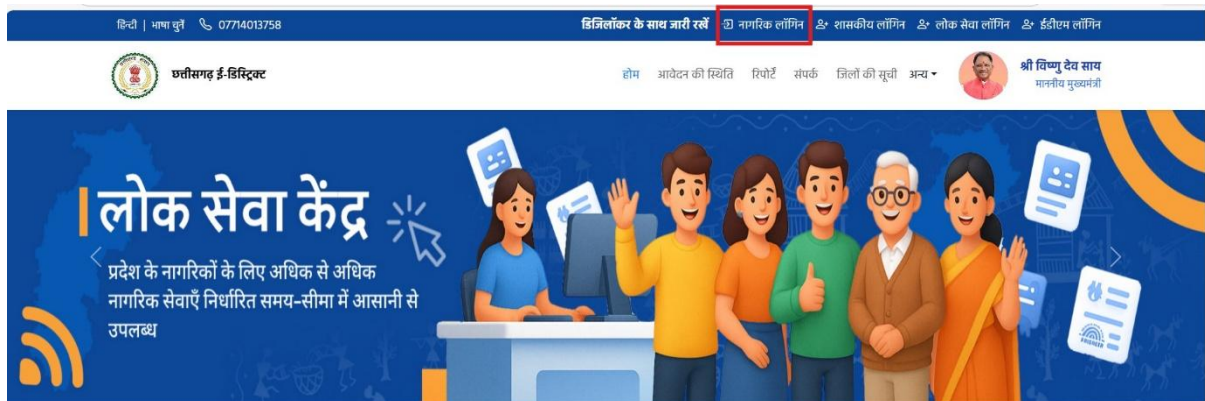 हिन्दी | भाषा चुनें 07714013758 डिजिलॉकर के साथ जारी रखें नागरिक लॉगिन शासकीय लॉगिन लोक सेवा लॉगिन ईडीएम लॉगिन
छत्तीसगढ़ ई-डिस्ट्रिक्ट होम आवेदन की स्थिति रिपोर्टें संपर्क जिलों की सूची अन्य
श्री विष्णु देव साय
माननीय मुख्यमंत्री
लोक सेवा केंद्र
प्रदेश के नागरिकों के लिए अधिक से अधिक
नागरिक सेवाएँ निर्धारित समय-सीमा में आसानी से
उपलब्ध